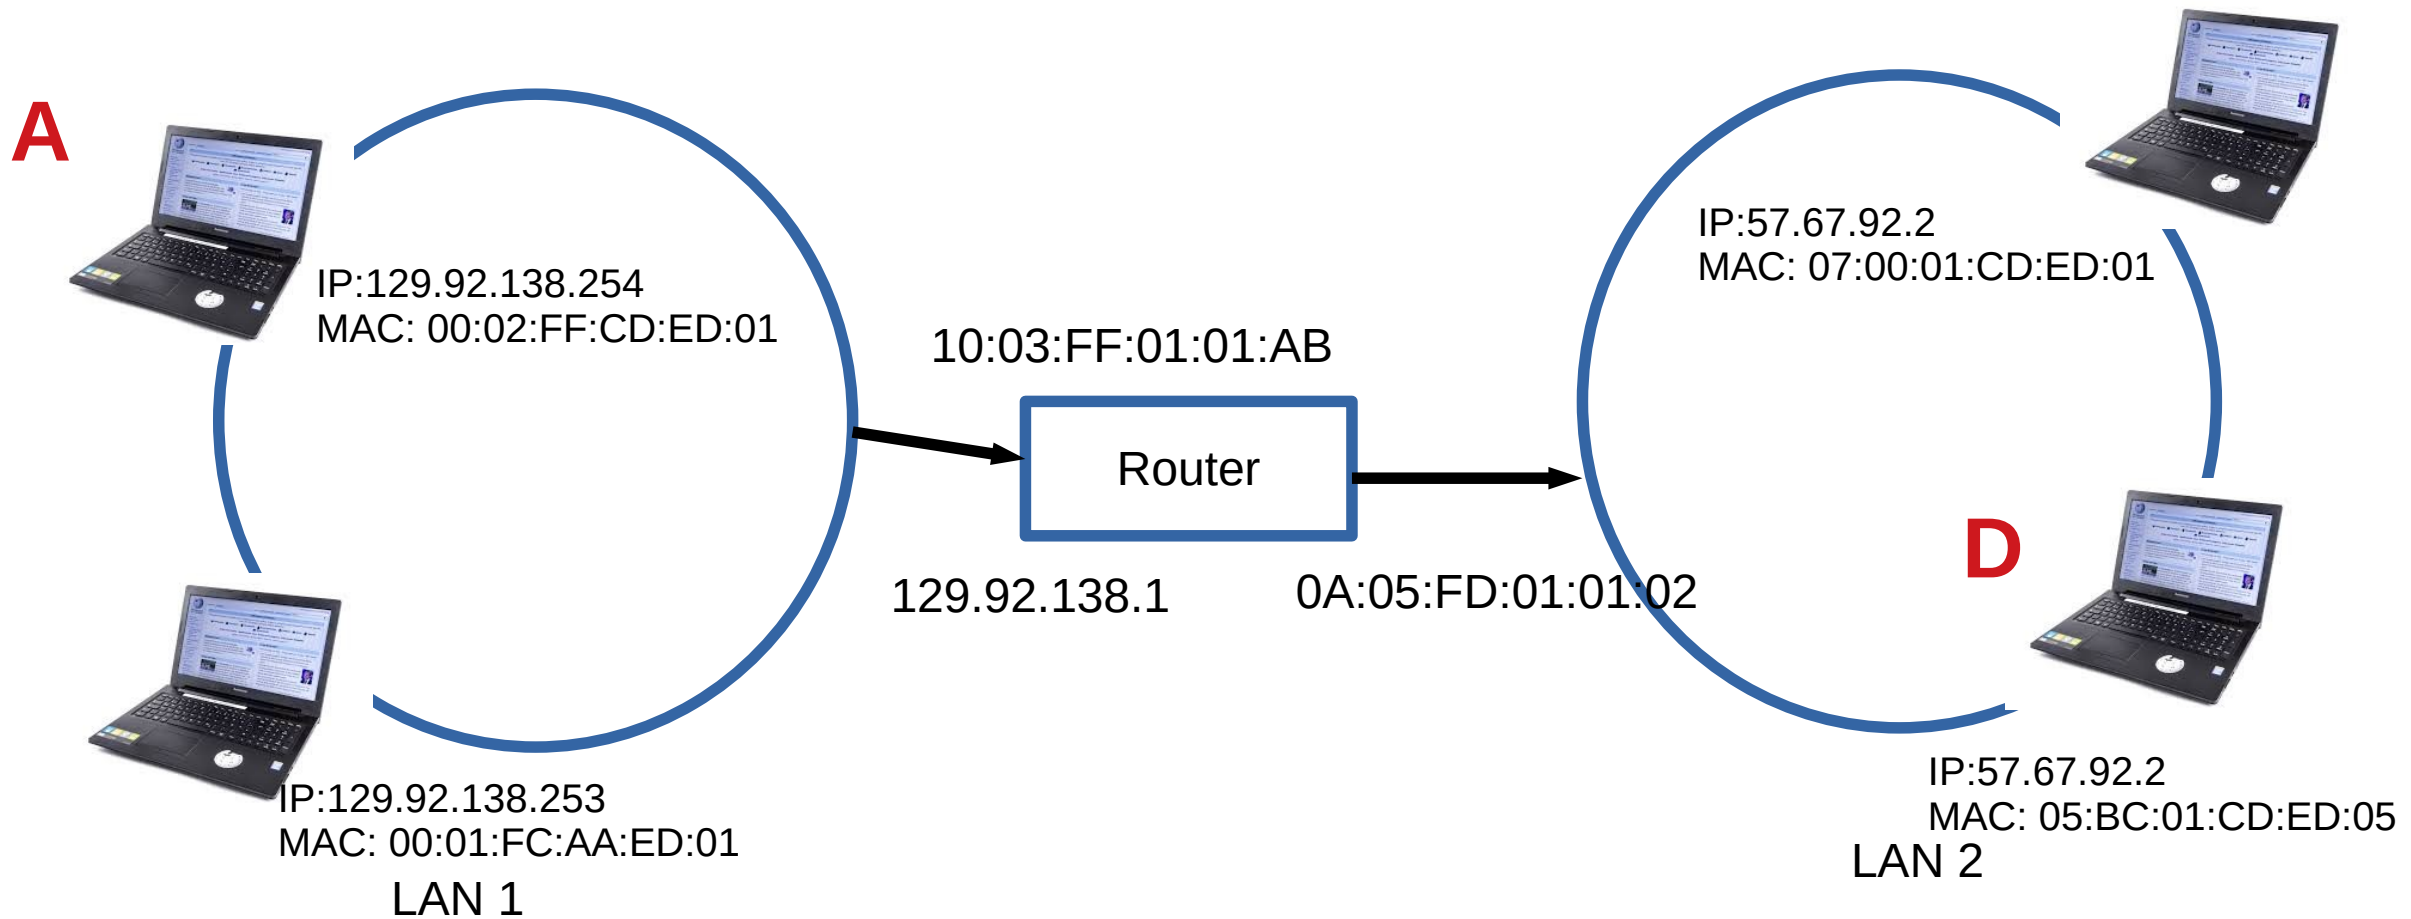 A
IP:129.92.138.254
MAC: 00:02:FF:CD:ED:01
IP:57.67.92.2
MAC: 07:00:01:CD:ED:01
10:03:FF:01:01:AB
Router
129.92.138.1
0A:05:FD:01:01:02
D
IP:129.92.138.253
MAC: 00:01:FC:AA:ED:01
LAN 1
IP:57.67.92.2
MAC: 05:BC:01:CD:ED:05
LAN 2